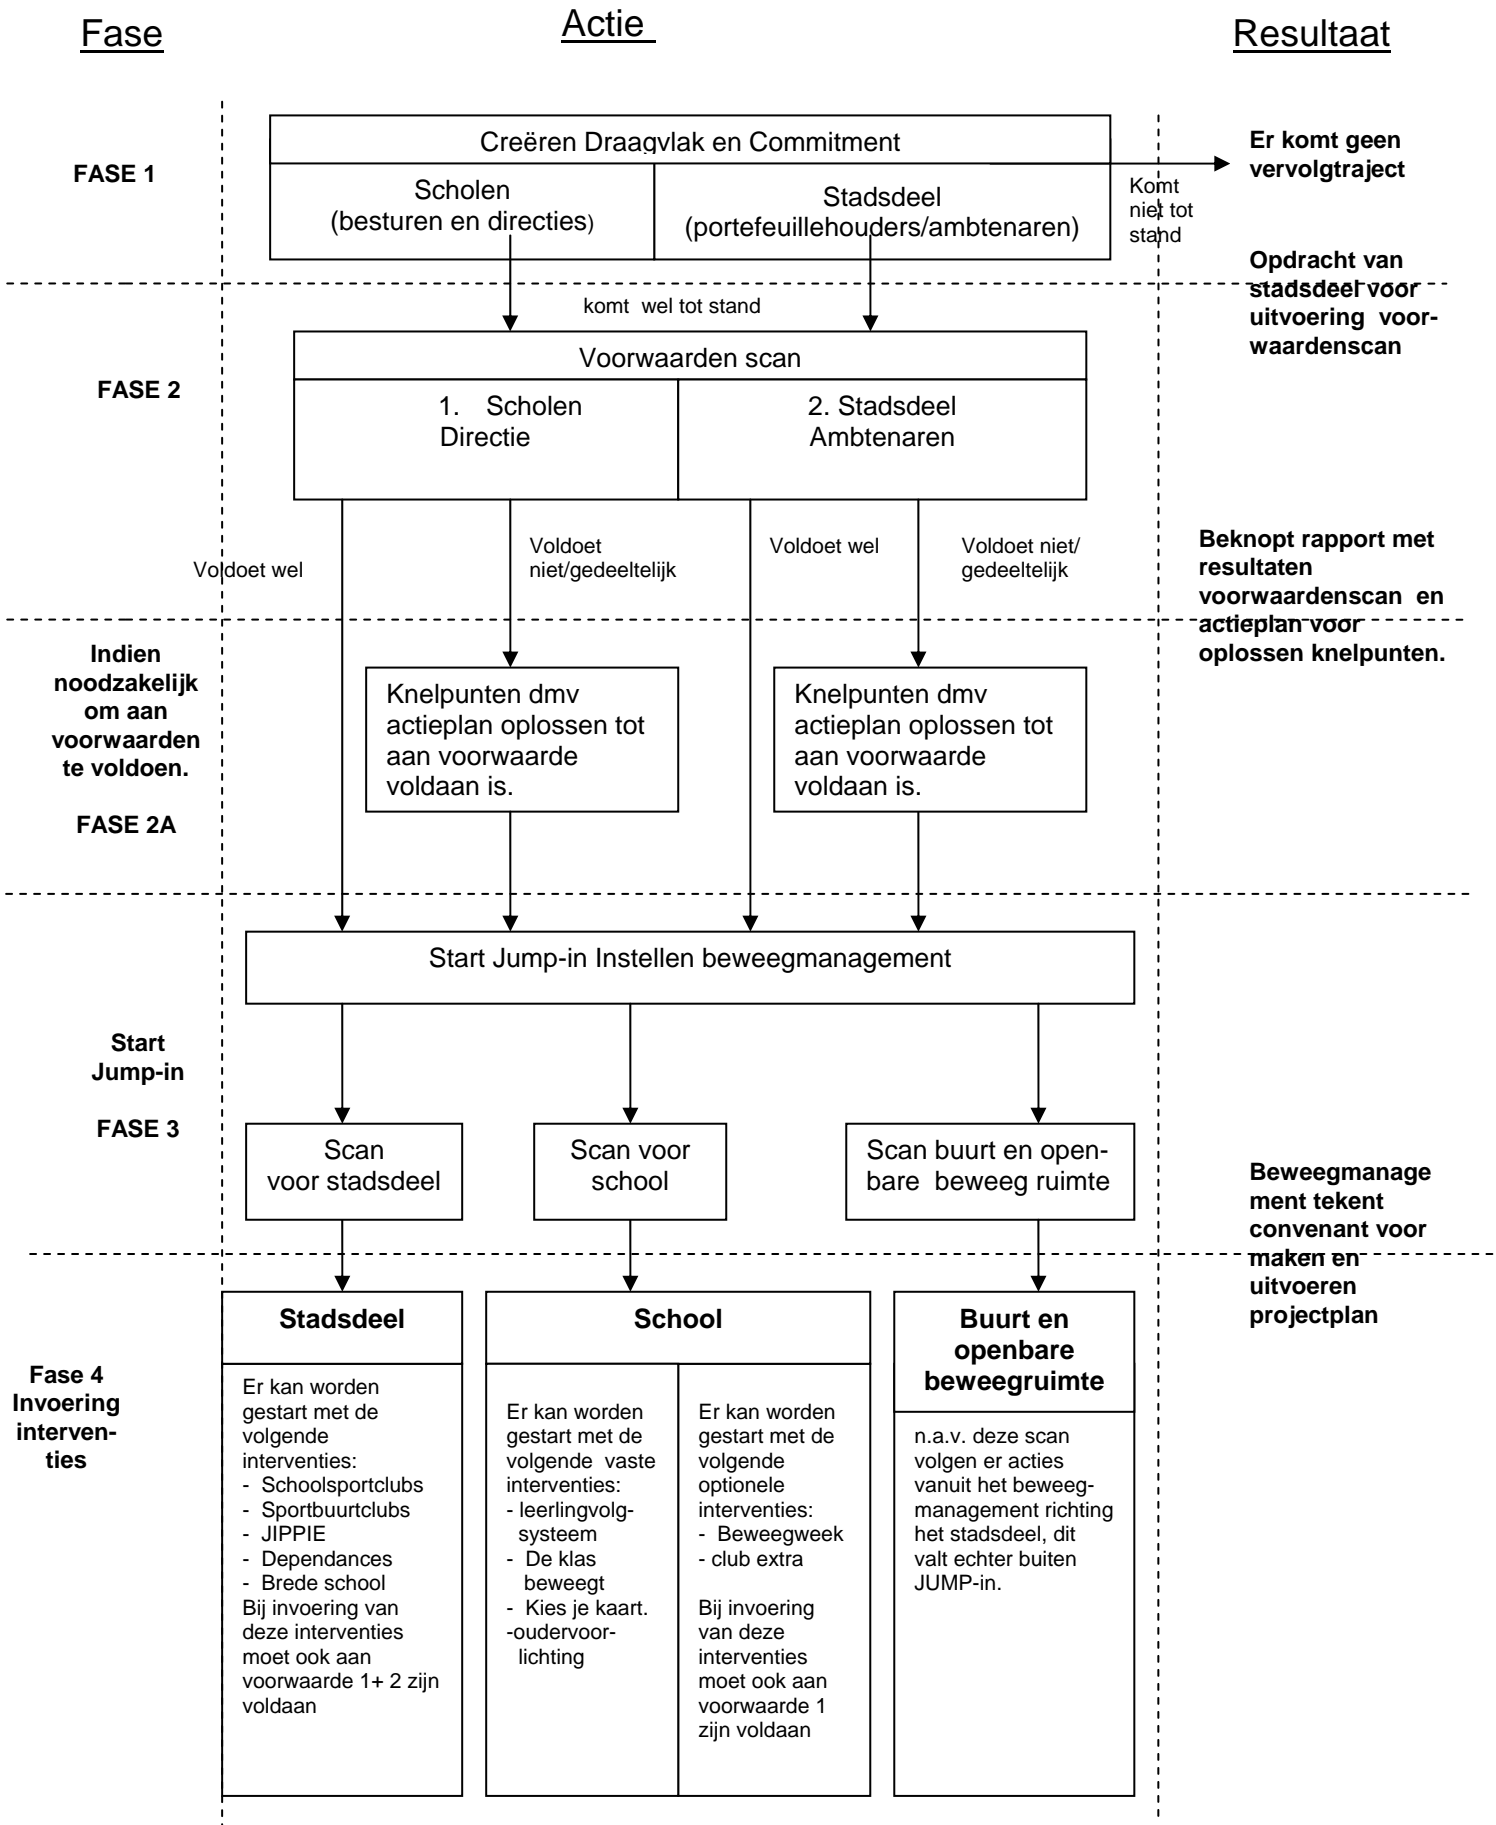 Fase
Actie
Resultaat
FASE 1
Creëren Draagvlak en Commitment
Scholen
(besturen en directies)
Stadsdeel
(portefeuillehouders/ambtenaren)
Komt
niet tot
stand
Er komt geen
vervolgtraject
Opdracht van
stadsdeel voor
uitvoering voor-
waardenscan
komt wel tot stand
FASE 2
Voorwaarden scan
1. Scholen
Directie
2. Stadsdeel
Ambtenaren
Voldoet wel
Voldoet
niet/gedeeltelijk
Voldoet wel
Voldoet niet/
gedeeltelijk
Beknopt rapport met
resultaten
voorwaardenscan en
actieplan voor
oplossen knelpunten.
Indien
noodzakelijk
om aan
voorwaarden
te voldoen.
FASE 2A
Knelpunten dmv
actieplan oplossen tot
aan voorwaarde
voldaan is.
Knelpunten dmv
actieplan oplossen tot
aan voorwaarde
voldaan is.
Start Jump-in Instellen beweegmanagement
Start
Jump-in
FASE 3
Scan
voor stadsdeel
Scan voor
school
Scan buurt en open-
bare beweeg ruimte
Beweegmanage
ment tekent
convenant voor
maken en
uitvoeren
projectplan
Fase 4
Invoering
interven-
ties
Stadsdeel
Er kan worden
gestart met de
volgende
interventies:
- Schoolsportclubs
- Sportbuurtclubs
- JIPPIE
- Dependances
- Brede school
Bij invoering van
deze interventies
moet ook aan
voorwaarde 1+ 2 zijn
voldaan
School
Er kan worden
gestart met de
volgende vaste
interventies:
- leerlingvolg-
systeem
- De klas
beweegt
- Kies je kaart.
-oudervoor-
lichting
Er kan worden
gestart met de
volgende
optionele
interventies:
- Beweegweek
- club extra
Bij invoering
van deze
interventies
moet ook aan
voorwaarde 1
zijn voldaan
Buurt en
openbare
beweegruimte
n.a.v. deze scan
volgen er acties
vanuit het beweeg-
management richting
het stadsdeel, dit
valt echter buiten
JUMP-in.